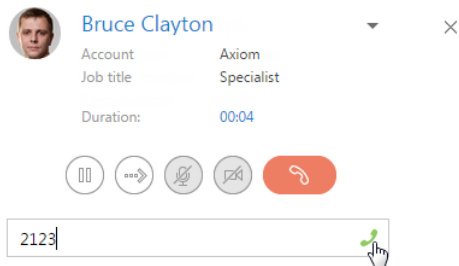 Bruce Clayton
Account Axiom
Job title Specialist
Duration: 00:04
2123